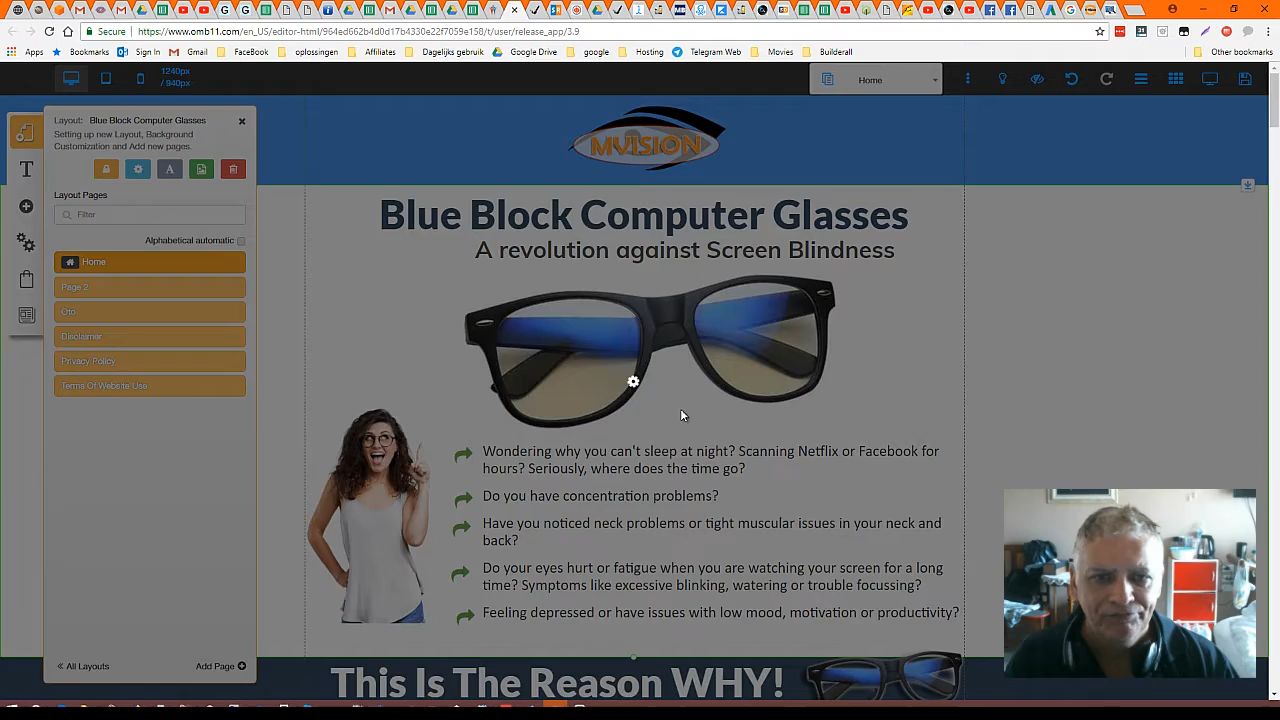 Secure
https://www.omb11.com/en_US/editor-html/
/user/release_app/3.9
Apps
Bookmarks
Sign In
Gmail
FaceBook
oplossingen
Affiliates
Dagelijks gebruik
Google Drive
google
Hosting
Telegram Web
Movies
Builderall
Other bookmarks
1240px
/ 940px
Home
Layout: Blue Block Computer Glasses
Setting up new Layout, Background
Customization and Add new pages.
A
Layout Pages
Filter
Alphabetical automatic
Home
Page 2
Oto
Disclaimer
Privacy Policy
Terms Of Website Use
« All Layouts
Add Page
T
MVISION
Blue Block Computer Glasses
A revolution against Screen Blindness
Wondering why you can't sleep at night? Scanning Netflix or Facebook for
hours? Seriously, where does the time go?
Do you have concentration problems?
Have you noticed neck problems or tight muscular issues in your neck and
back?
Do your eyes hurt or fatigue when you are watching your screen for a long
time? Symptoms like excessive blinking, watering or trouble focussing?
Feeling depressed or have issues with low mood, motivation or productivity?
This Is The Reason WHY!